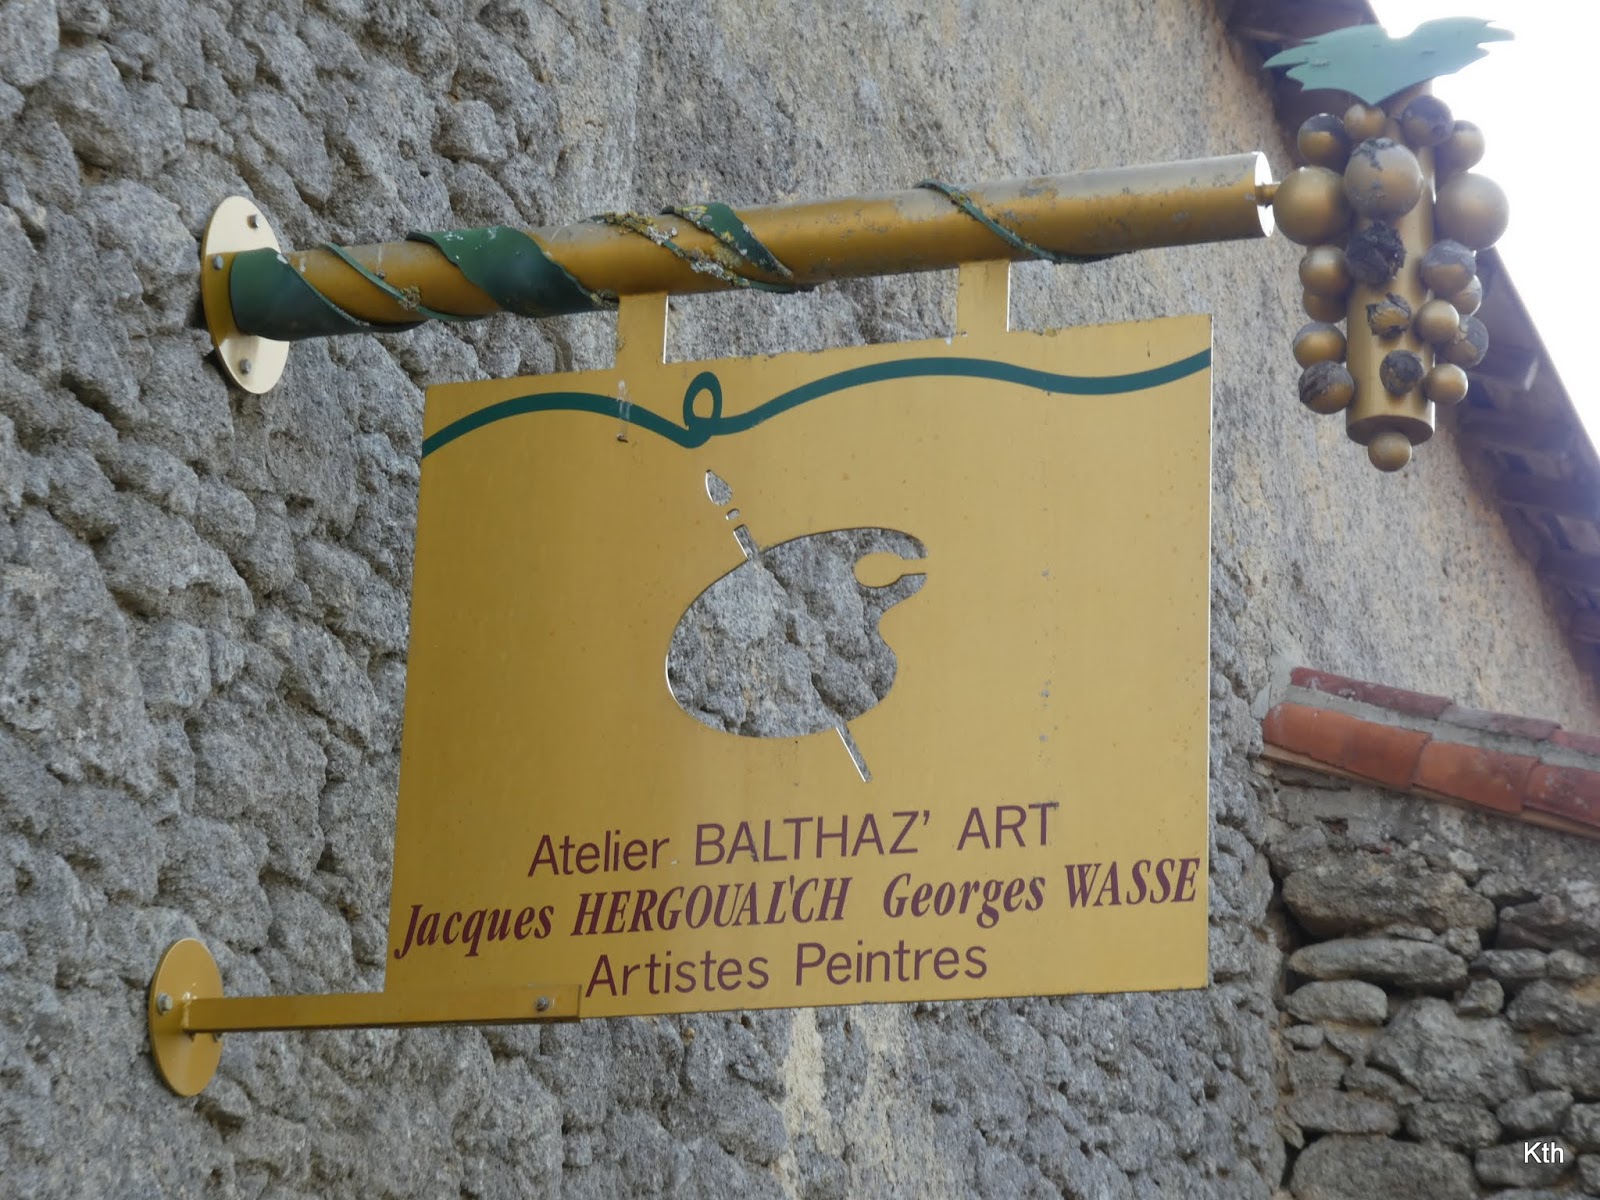 Atelier BALTHAZ' ART
Jacques HERGOUAL'CH Georges WASSE
Artistes Peintres
Kth